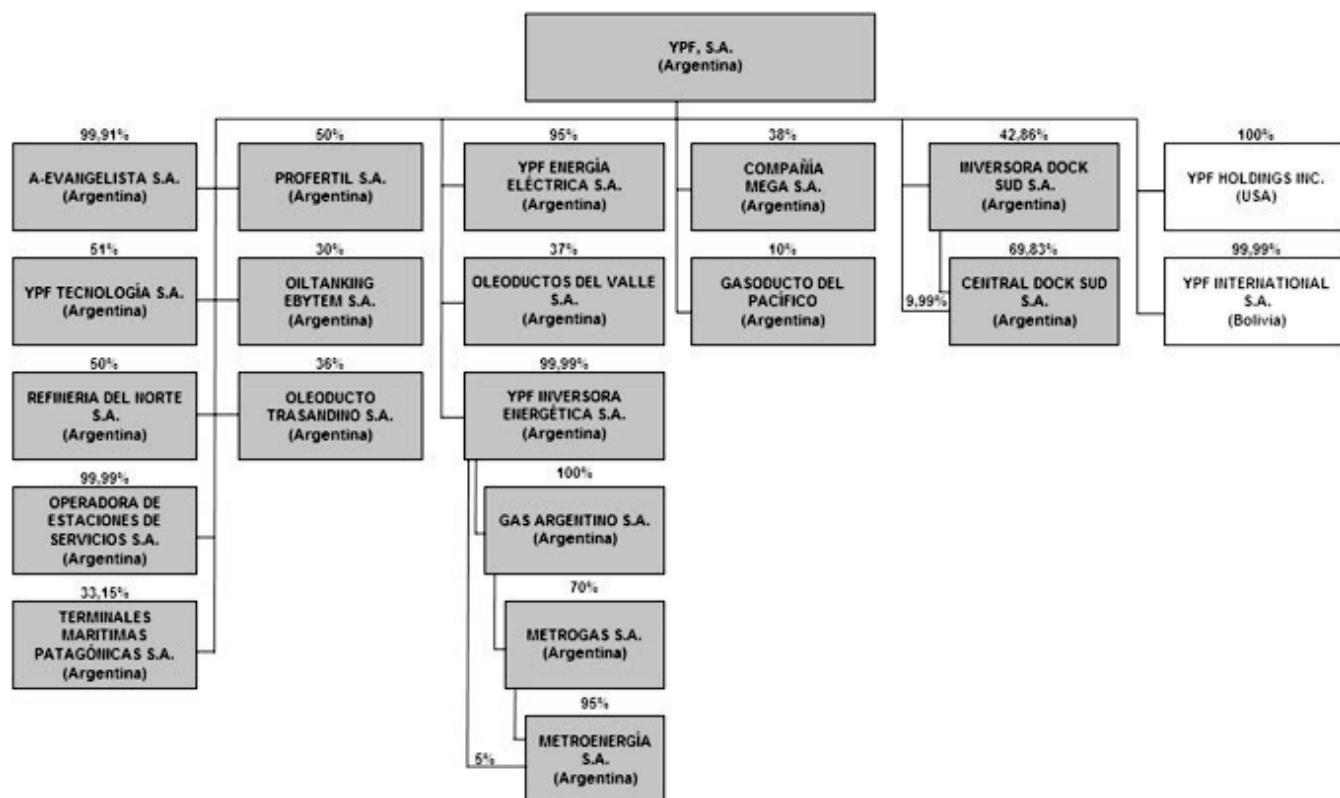 YPF, S.A.
(Argentina)
99,91%
A-EVANGELISTA S.A.
(Argentina)
50%
PROFERTIL S.A.
(Argentina)
95%
YPF ENERGÍA
ELÉCTRICA S.A.
(Argentina)
38%
COMPAÑÍA
MEGA S.A.
(Argentina)
42,86%
INVERSORA DOCK
SUD S.A.
(Argentina)
100%
YPF HOLDINGS INC.
(USA)
51%
YPF TECNOLOGÍA S.A.
(Argentina)
30%
OILTANKING
EBYTEM S.A.
(Argentina)
37%
OLEODUCTOS DEL VALLE
S.A.
(Argentina)
10%
GASODUCTO DEL
PACÍFICO
(Argentina)
69,83%
9,99%
CENTRAL DOCK SUD
S.A.
(Argentina)
99,99%
YPF INTERNATIONAL
S.A.
(Bolivia)
50%
REFINERIA DEL NORTE
S.A.
(Argentina)
36%
OLEODUCTO
TRASANDINO S.A.
(Argentina)
99,99%
YPF INVERSORA
ENERGÉTICA S.A.
(Argentina)
99,99%
OPERADORA DE
ESTACIONES DE
SERVICIOS S.A.
(Argentina)
100%
GAS ARGENTINO S.A.
(Argentina)
33,15%
TERMINALES
MARITIMAS
PATAGÓNICAS S.A.
(Argentina)
70%
METROGAS S.A.
(Argentina)
95%
5%
METROENERGÍA
S.A.
(Argentina)